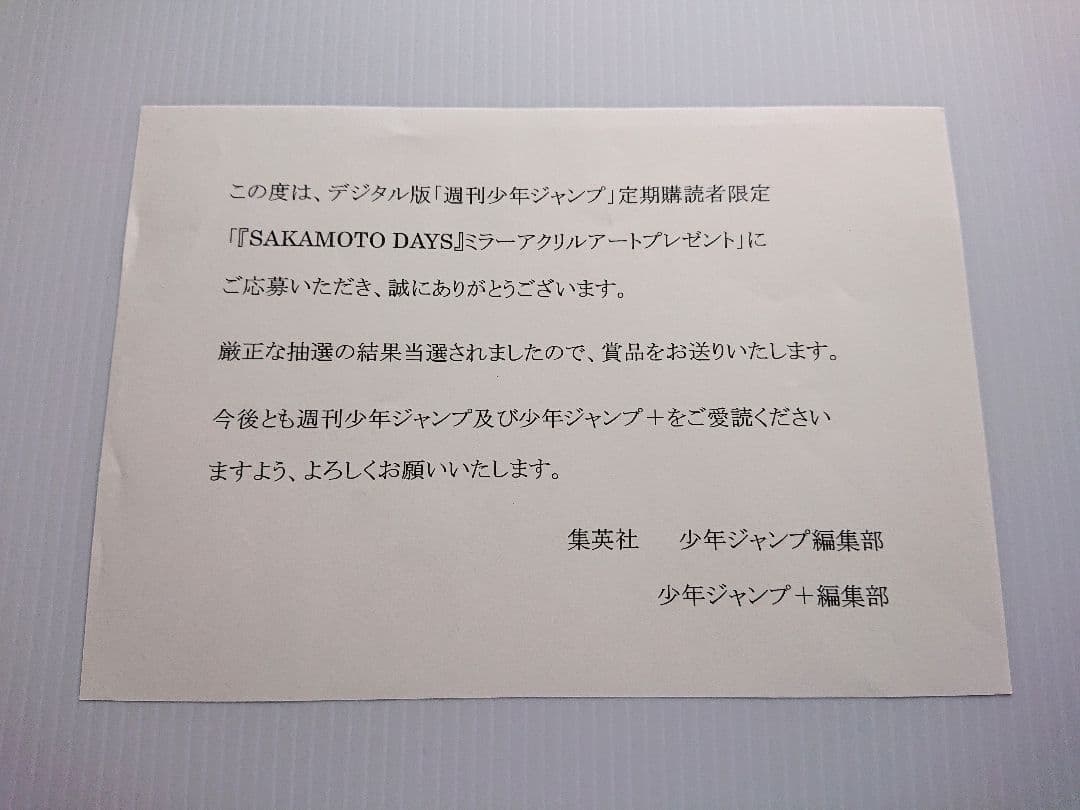 この度は、デジタル版「週刊少年ジャンプ」定期購読者限定
「『SAKAMOTO DAYS』ミラーアクリルアートプレゼント」に
ご応募いただき、誠にありがとうございます。
厳正な抽選の結果当選されましたので、賞品をお送りいたします。
今後とも週刊少年ジャンプ及び少年ジャンプ＋をご愛読ください
ますよう、よろしくお願いいたします。
集英社　少年ジャンプ編集部
少年ジャンプ＋編集部